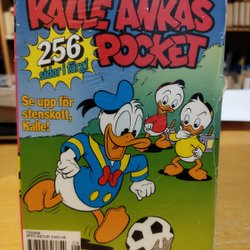 KALLE ANKAS
POCKET
256
sidor i färg!
Se upp för
stenskott,
Kalle!